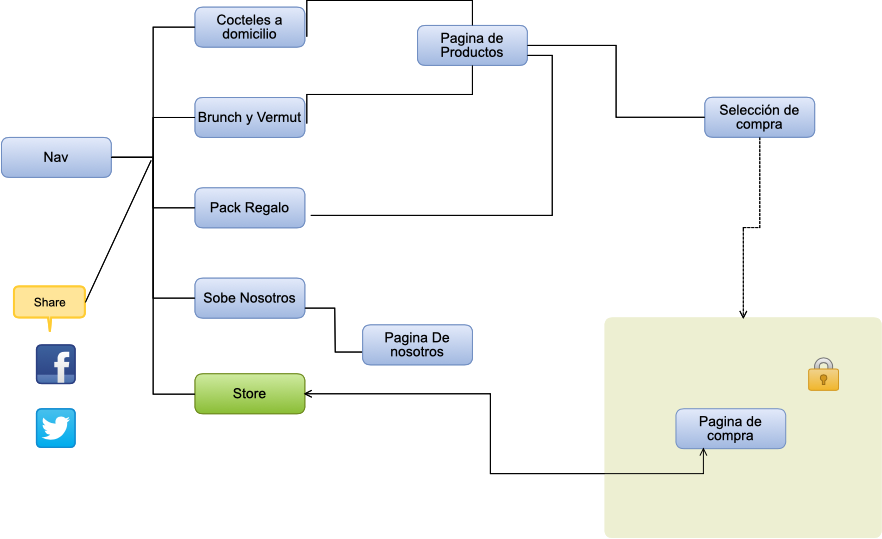 Cocteles a
domicilio
Pagina de
Productos
Brunch y Vermut
Selección de
compra
Nav
Pack Regalo
Share
Sobe Nosotros
Pagina De
nosotros
f
Store
Pagina de
compra